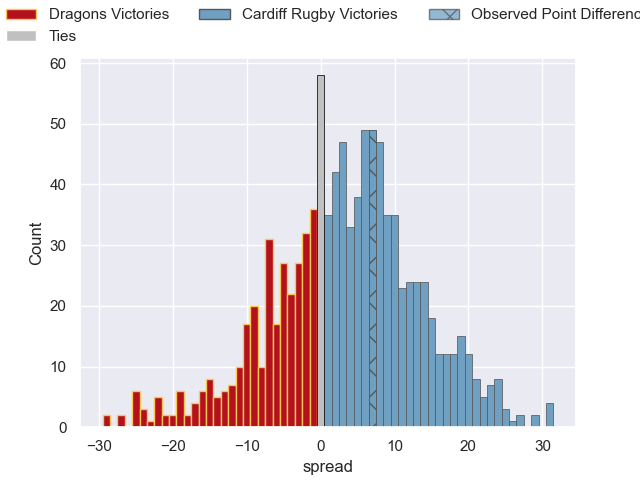 Dragons Victories
Cardiff Rugby Victories
Observed Point Differenc
Ties
60
50
40
30
20
10
0
Count
−30
−20
−10
0
10
20
30
spread